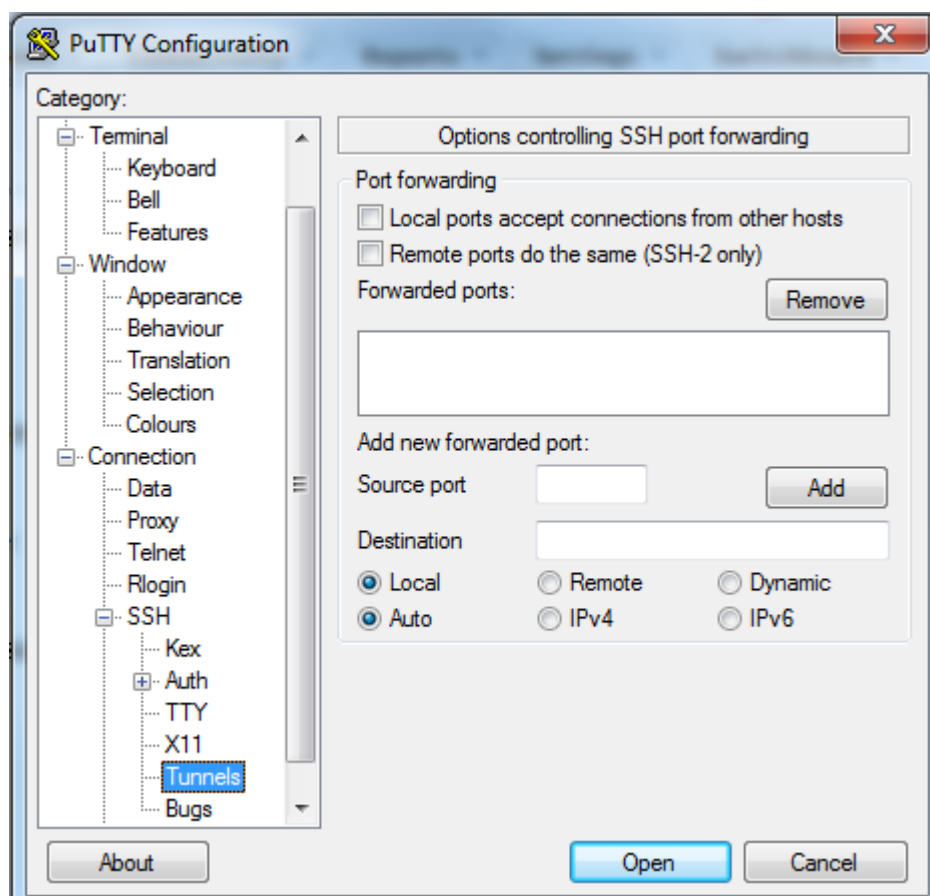 PuTTY Configuration
Category:
Terminal
Keyboard
Bell
Features
Window
Appearance
Behaviour
Translation
Selection
Colours
Connection
Data
Proxy
Telnet
Rlogin
SSH
Kex
Auth
TTY
X11
Tunnels
Bugs
Options controlling SSH port forwarding
Port forwarding
Local ports accept connections from other hosts
Remote ports do the same (SSH-2 only)
Forwarded ports:
Remove
Add new forwarded port:
Source port
Add
Destination
Local Remote Dynamic
Auto IPv4 IPv6
About
Open
Cancel